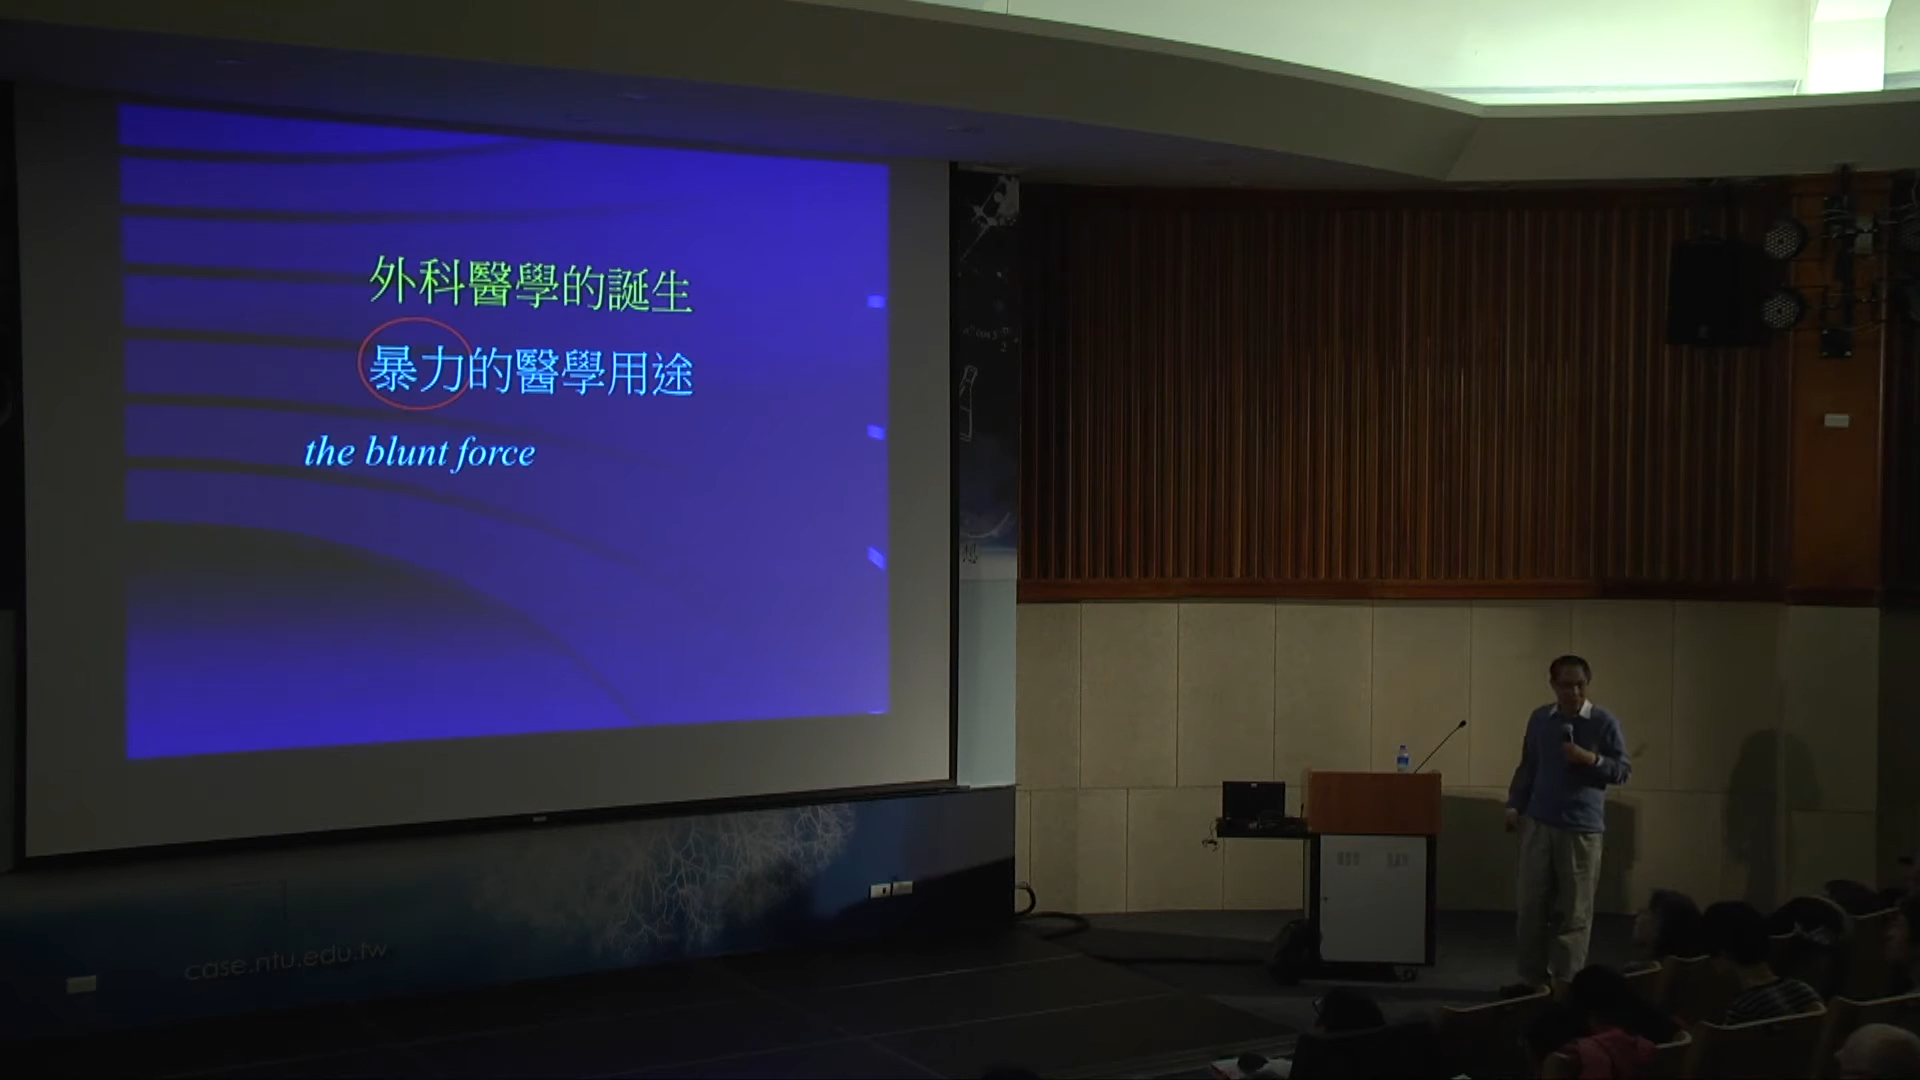 外科醫學的誕生
暴力的醫學用途
the blunt force
想
case.ntu.edu.tw